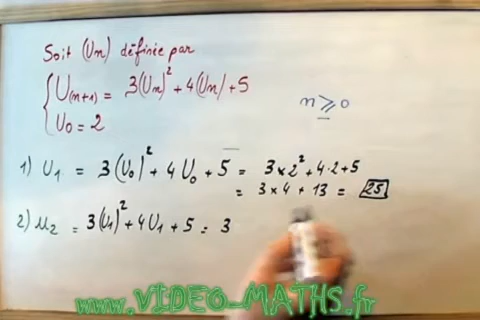 Soit (Un) définie par
U(n+1) = 3(Un)² + 4(Un) + 5
U0 = 2
n ≥ 0
1) U1 = 3(U0)² + 4U0 + 5 = 3×2² + 4·2+5
= 3×4 + 13 = 25
2) U2 = 3(U1)² + 4U1 + 5 = 3
www.VIDEO-MATHS.fr